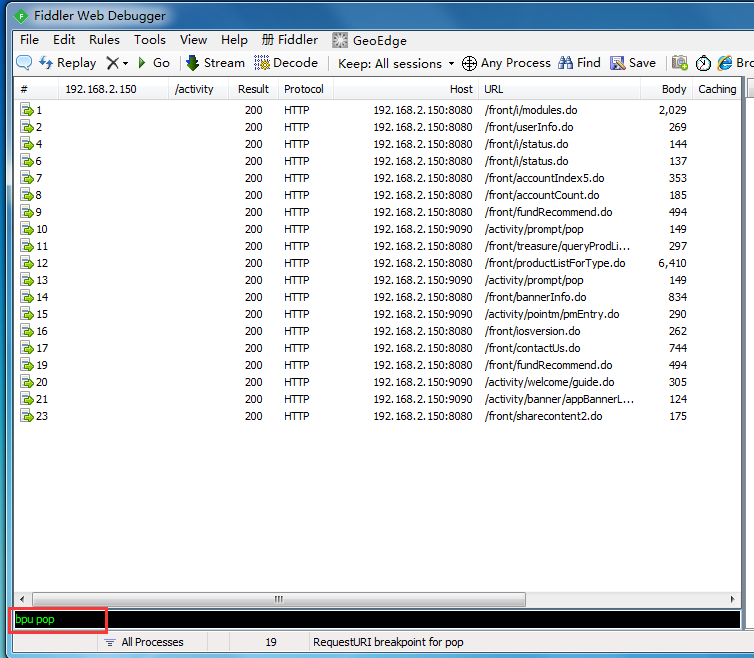 Fiddler Web Debugger
File Edit Rules Tools View Help 册 Fiddler GeoEdge
Replay Go Stream Decode Keep: All sessions Any Process Find Save Bro
# 192.168.2.150 /activity Result Protocol Host URL Body Caching
1 200 HTTP 192.168.2.150:8080 /front/i/modules.do 2,029
2 200 HTTP 192.168.2.150:8080 /front/userInfo.do 269
4 200 HTTP 192.168.2.150:8080 /front/i/status.do 144
6 200 HTTP 192.168.2.150:8080 /front/i/status.do 137
7 200 HTTP 192.168.2.150:8080 /front/accountIndex5.do 353
8 200 HTTP 192.168.2.150:8080 /front/accountCount.do 185
9 200 HTTP 192.168.2.150:8080 /front/fundRecommend.do 494
10 200 HTTP 192.168.2.150:9090 /activity/prompt/pop 149
11 200 HTTP 192.168.2.150:8080 /front/treasure/queryProdLi... 297
12 200 HTTP 192.168.2.150:8080 /front/productListForType.do 6,410
13 200 HTTP 192.168.2.150:9090 /activity/prompt/pop 149
14 200 HTTP 192.168.2.150:8080 /front/bannerInfo.do 834
15 200 HTTP 192.168.2.150:9090 /activity/pointm/pmEntry.do 290
16 200 HTTP 192.168.2.150:8080 /front/iosversion.do 262
17 200 HTTP 192.168.2.150:8080 /front/contactUs.do 744
19 200 HTTP 192.168.2.150:8080 /front/fundRecommend.do 494
20 200 HTTP 192.168.2.150:9090 /activity/welcome/guide.do 305
21 200 HTTP 192.168.2.150:9090 /activity/banner/appBannerL... 124
23 200 HTTP 192.168.2.150:8080 /front/sharecontent2.do 175
bpu pop
All Processes 19 RequestURI breakpoint for pop